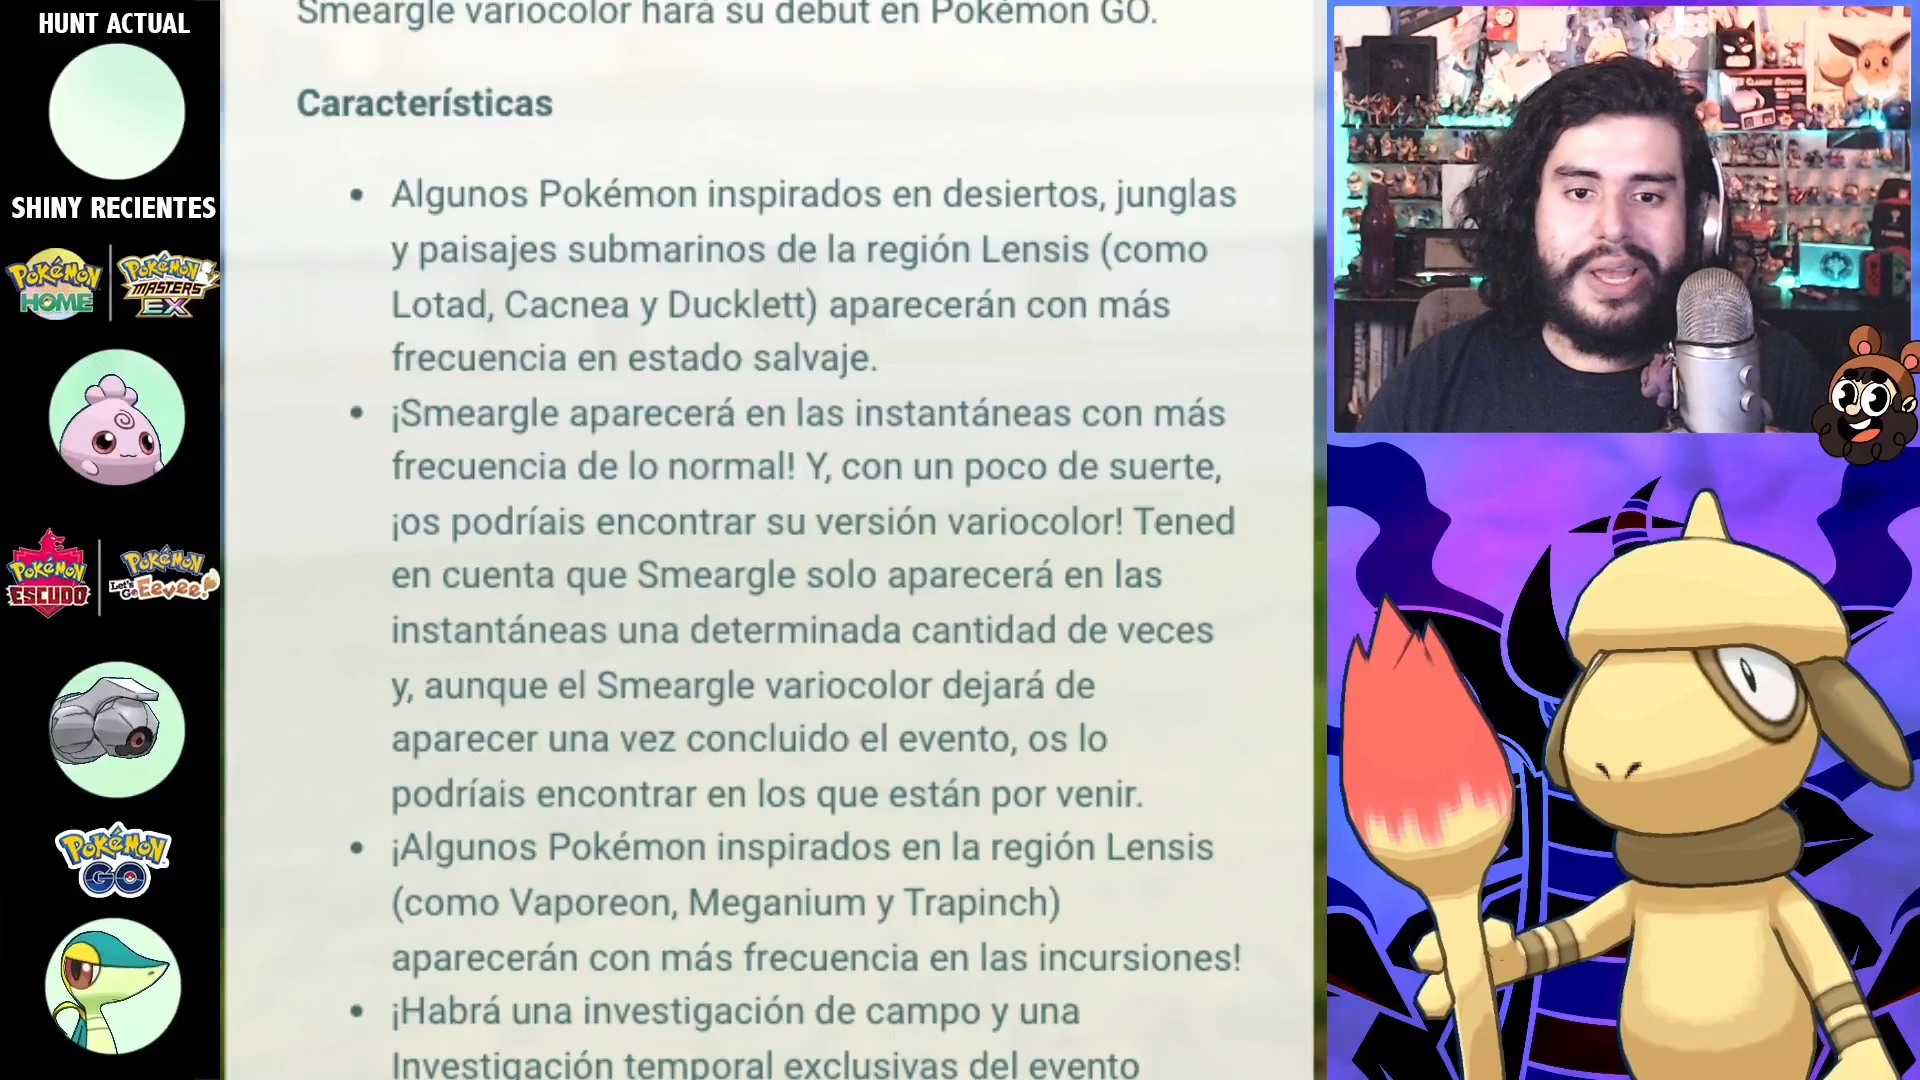 HUNT ACTUAL
SHINY RECIENTES
POKéMON
HOME
POKéMON
MASTERS
EX
POKéMON
ESCUDO
POKéMON
Let's Go Eevee!
POKéMON
GO
Smeargle variocolor hará su debut en Pokémon GO.
Características
• Algunos Pokémon inspirados en desiertos, junglas
y paisajes submarinos de la región Lensis (como
Lotad, Cacnea y Ducklett) aparecerán con más
frecuencia en estado salvaje.
• ¡Smeargle aparecerá en las instantáneas con más
frecuencia de lo normal! Y, con un poco de suerte,
¡os podríais encontrar su versión variocolor! Tened
en cuenta que Smeargle solo aparecerá en las
instantáneas una determinada cantidad de veces
y, aunque el Smeargle variocolor dejará de
aparecer una vez concluido el evento, os lo
podríais encontrar en los que están por venir.
• ¡Algunos Pokémon inspirados en la región Lensis
(como Vaporeon, Meganium y Trapinch)
aparecerán con más frecuencia en las incursiones!
• ¡Habrá una investigación de campo y una
Investigación temporal exclusivas del evento